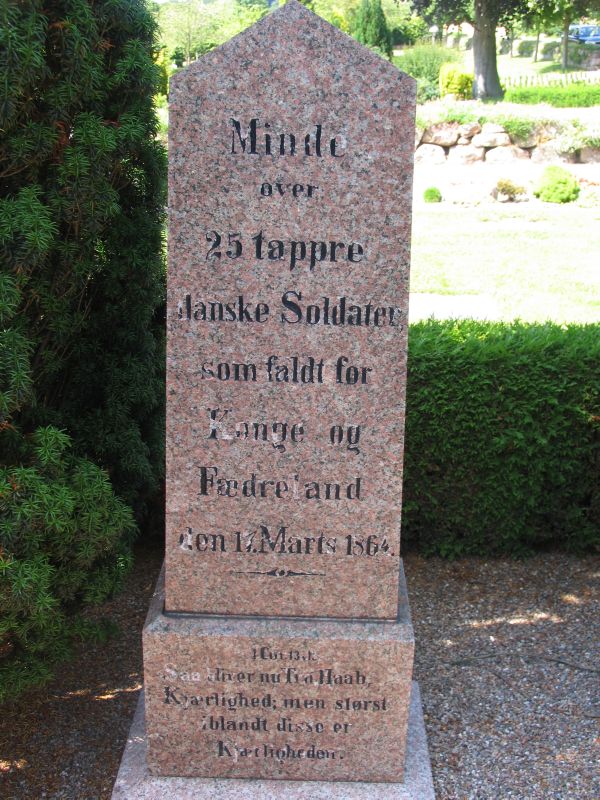 Minde
over
25 tappre
danske Soldater
som faldt for
Konge og
Fædreland
den 17. Marts 1864.
1 Cor. 13.
Saa bliver nu Tro Haab,
Kjærlighed; men størst
iblandt disse er
Kjærligheden.